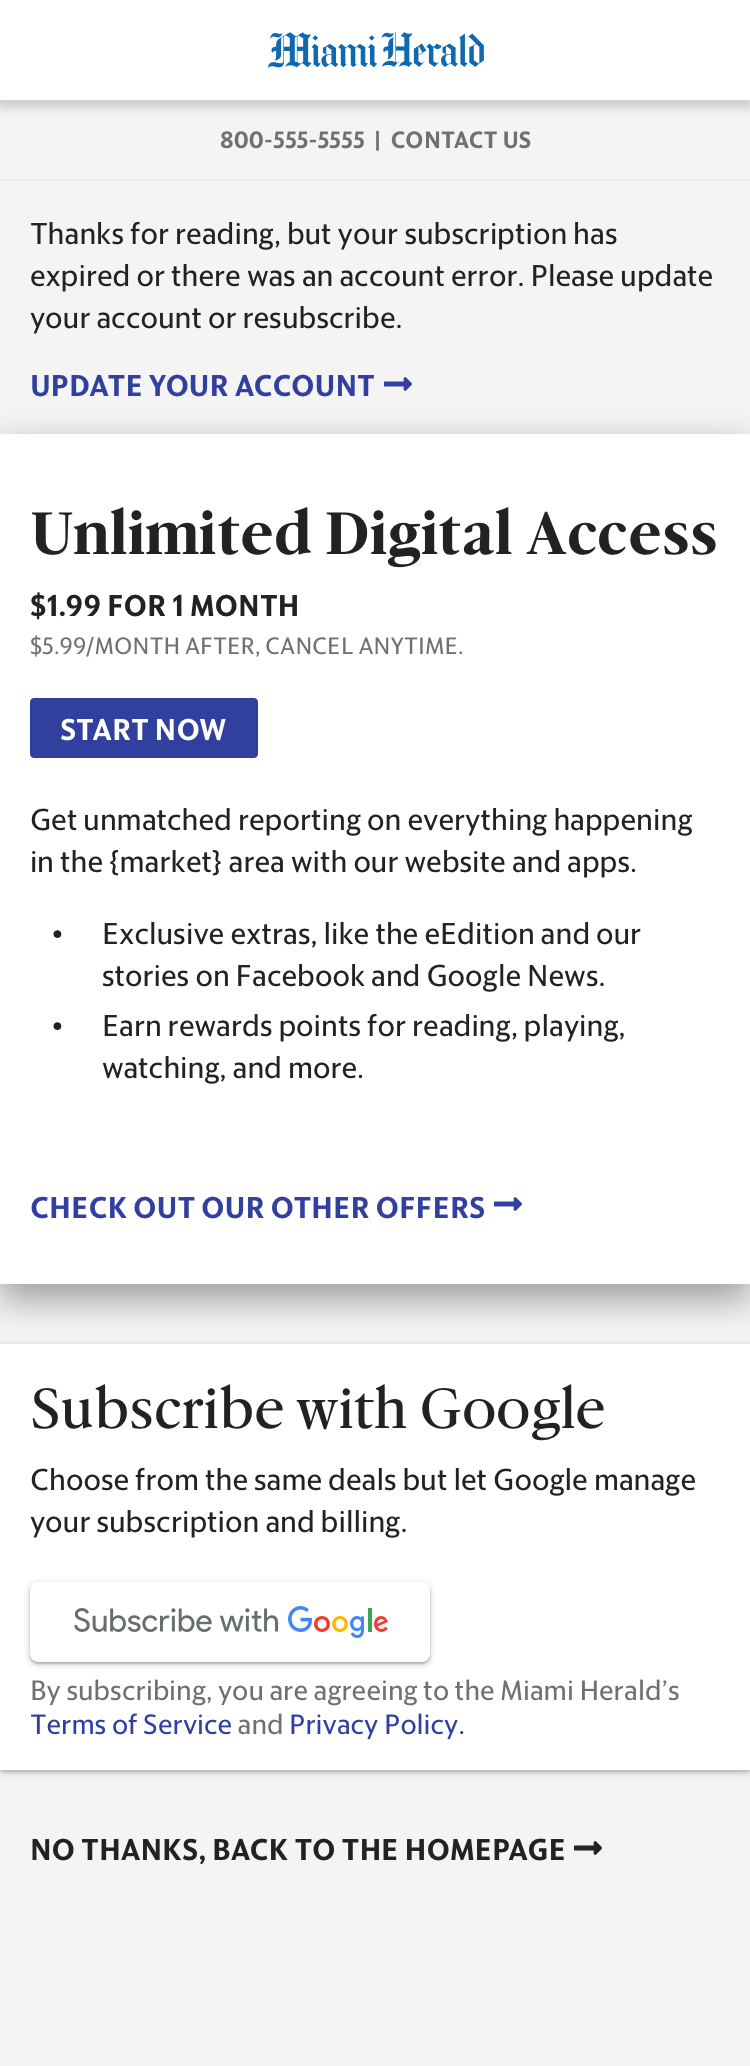 Miami Herald
800-555-5555 | CONTACT US
Thanks for reading, but your subscription has
expired or there was an account error. Please update
your account or resubscribe.
UPDATE YOUR ACCOUNT →
Unlimited Digital Access
$1.99 FOR 1 MONTH
$5.99/MONTH AFTER, CANCEL ANYTIME.
START NOW
Get unmatched reporting on everything happening
in the {market} area with our website and apps.
• Exclusive extras, like the eEdition and our
stories on Facebook and Google News.
• Earn rewards points for reading, playing,
watching, and more.
CHECK OUT OUR OTHER OFFERS →
Subscribe with Google
Choose from the same deals but let Google manage
your subscription and billing.
Subscribe with Google
By subscribing, you are agreeing to the Miami Herald’s
Terms of Service and Privacy Policy.
NO THANKS, BACK TO THE HOMEPAGE →